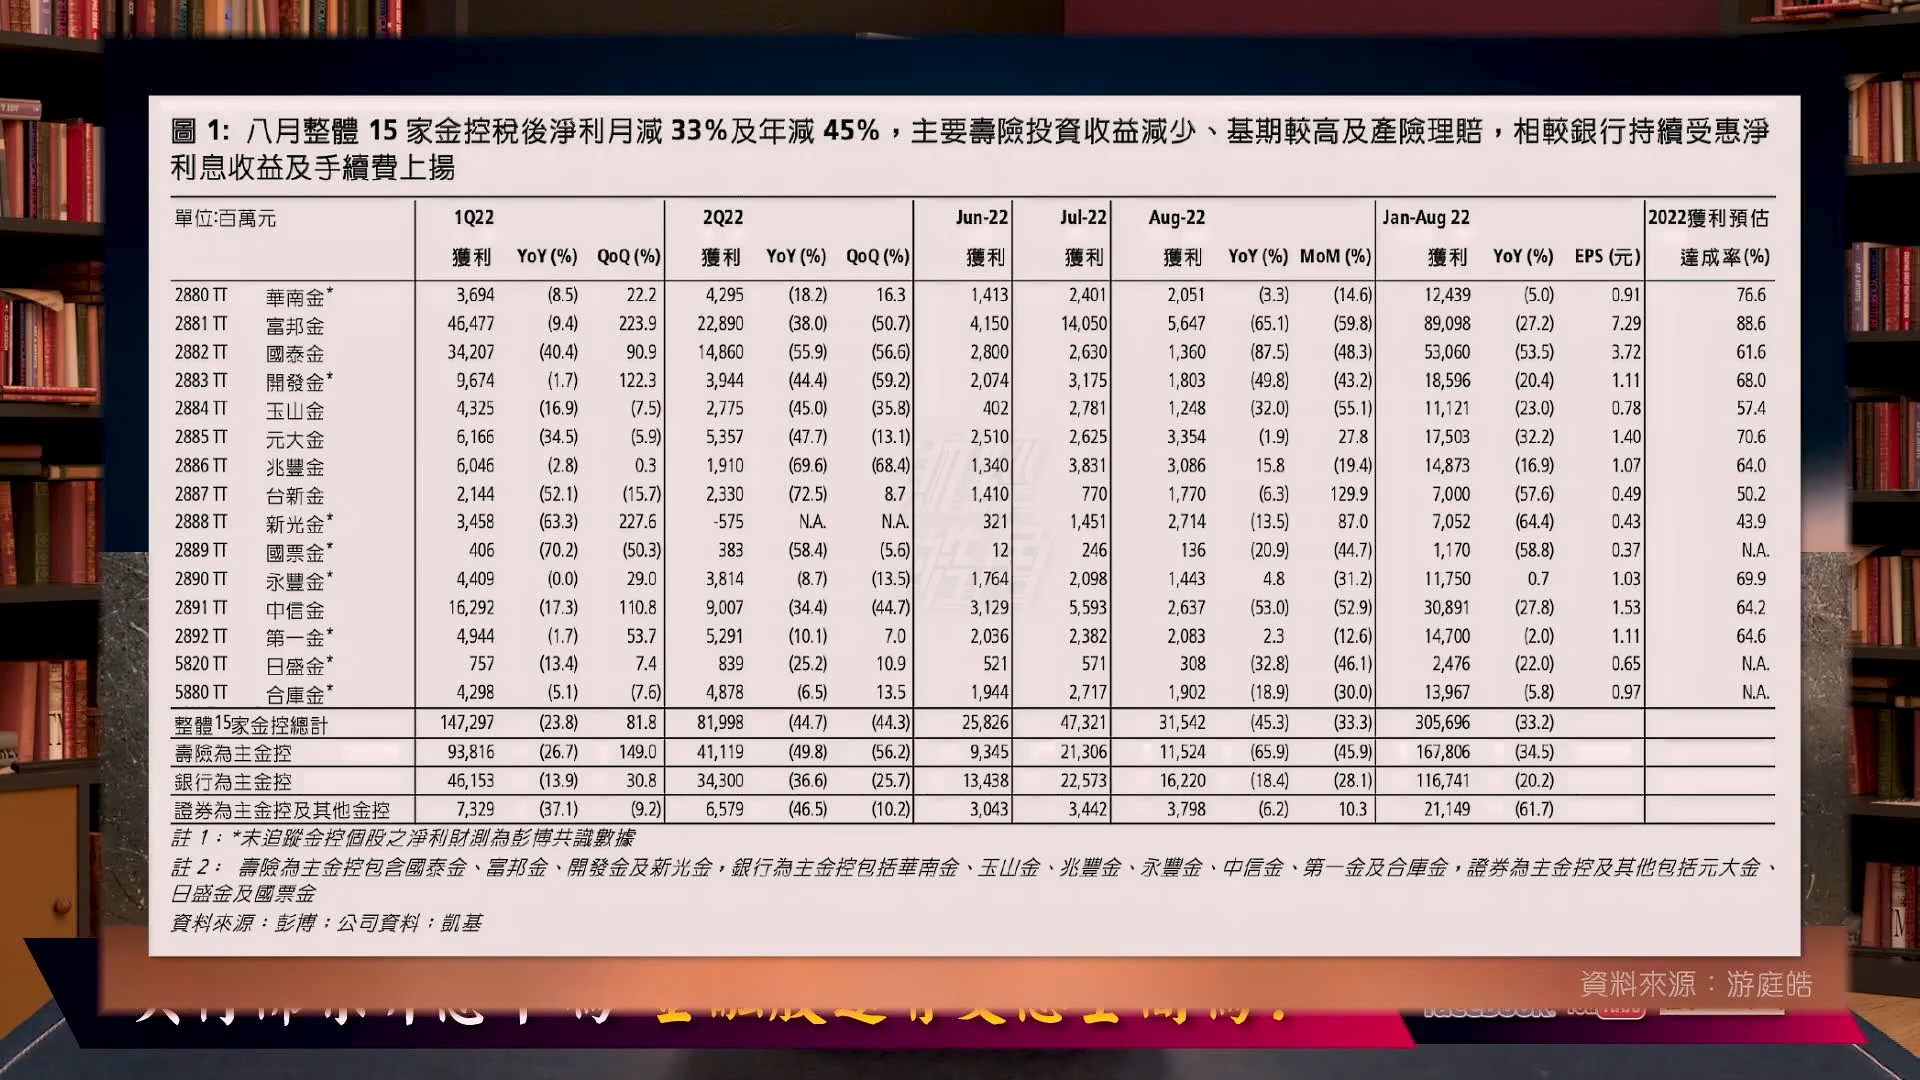 圖 1: 八月整體 15 家金控稅後淨利月減 33%及年減 45%，主要壽險投資收益減少、基期較高及產險理賠，相較銀行持續受惠淨
利息收益及手續費上揚
單位:百萬元 1Q22 2Q22 Jun-22 Jul-22 Aug-22 Jan-Aug 22 2022獲利預估
獲利 YoY (%) QoQ (%) 獲利 YoY (%) QoQ (%) 獲利 獲利 獲利 YoY (%) MoM (%) 獲利 YoY (%) EPS (元) 達成率(%)
2880 TT 華南金* 3,694 (8.5) 22.2 4,295 (18.2) 16.3 1,413 2,401 2,051 (3.3) (14.6) 12,439 (5.0) 0.91 76.6
2881 TT 富邦金 46,477 (9.4) 223.9 22,890 (38.0) (50.7) 4,150 14,050 5,647 (65.1) (59.8) 89,098 (27.2) 7.29 88.6
2882 TT 國泰金 34,207 (40.4) 90.9 14,860 (55.9) (56.6) 2,800 2,630 1,360 (87.5) (48.3) 53,060 (53.5) 3.72 61.6
2883 TT 開發金* 9,674 (1.7) 122.3 3,944 (44.4) (59.2) 2,074 3,175 1,803 (49.8) (43.2) 18,596 (20.4) 1.11 68.0
2884 TT 玉山金 4,325 (16.9) (7.5) 2,775 (45.0) (35.8) 402 2,781 1,248 (32.0) (55.1) 11,121 (23.0) 0.78 57.4
2885 TT 元大金 6,166 (34.5) (5.9) 5,357 (47.7) (13.1) 2,510 2,625 3,354 (1.9) 27.8 17,503 (32.2) 1.40 70.6
2886 TT 兆豐金 6,046 (2.8) 0.3 1,910 (69.6) (68.4) 1,340 3,831 3,086 15.8 (19.4) 14,873 (16.9) 1.07 64.0
2887 TT 台新金 2,144 (52.1) (15.7) 2,330 (72.5) 8.7 1,410 770 1,770 (6.3) 129.9 7,000 (57.6) 0.49 50.2
2888 TT 新光金* 3,458 (63.3) 227.6 -575 N.A. N.A. 321 1,451 2,714 (13.5) 87.0 7,052 (64.4) 0.43 43.9
2889 TT 國票金* 406 (70.2) (50.3) 383 (58.4) (5.6) 12 246 136 (20.9) (44.7) 1,170 (58.8) 0.37 N.A.
2890 TT 永豐金* 4,409 (0.0) 29.0 3,814 (8.7) (13.5) 1,764 2,098 1,443 4.8 (31.2) 11,750 0.7 1.03 69.9
2891 TT 中信金 16,292 (17.3) 110.8 9,007 (34.4) (44.7) 3,129 5,593 2,637 (53.0) (52.9) 30,891 (27.8) 1.53 64.2
2892 TT 第一金* 4,944 (1.7) 53.7 5,291 (10.1) 7.0 2,036 2,382 2,083 2.3 (12.6) 14,700 (2.0) 1.11 64.6
5820 TT 日盛金* 757 (13.4) 7.4 839 (25.2) 10.9 521 571 308 (32.8) (46.1) 2,476 (22.0) 0.65 N.A.
5880 TT 合庫金* 4,298 (5.1) (7.6) 4,878 (6.5) 13.5 1,944 2,717 1,902 (18.9) (30.0) 13,967 (5.8) 0.97 N.A.
整體15家金控總計 147,297 (23.8) 81.8 81,998 (44.7) (44.3) 25,826 47,321 31,542 (45.3) (33.3) 305,696 (33.2)
壽險為主金控 93,816 (26.7) 149.0 41,119 (49.8) (56.2) 9,345 21,306 11,524 (65.9) (45.9) 167,806 (34.5)
銀行為主金控 46,153 (13.9) 30.8 34,300 (36.6) (25.7) 13,438 22,573 16,220 (18.4) (28.1) 116,741 (20.2)
證券為主金控及其他金控 7,329 (37.1) (9.2) 6,579 (46.5) (10.2) 3,043 3,442 3,798 (6.2) 10.3 21,149 (61.7)
註 1：*未追蹤金控個股之淨利財測為彭博共識數據
註 2： 壽險為主金控包含國泰金、富邦金、開發金及新光金，銀行為主金控包括華南金、玉山金、兆豐金、永豐金、中信金、第一金及合庫金，證券為主金控及其他包括元大金、
日盛金及國票金
資料來源：彭博；公司資料；凱基
資料來源：游庭皓